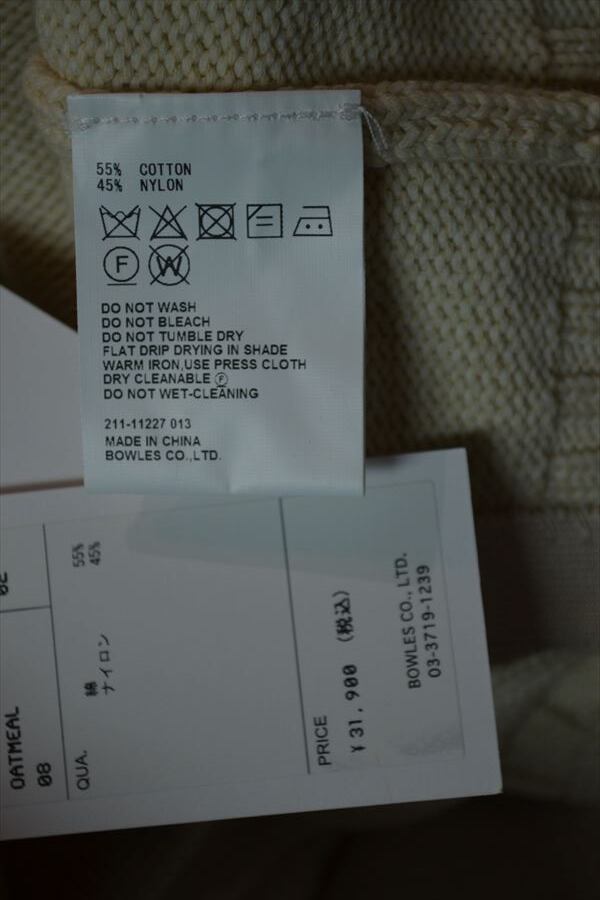 55% COTTON
45% NYLON
F W
DO NOT WASH
DO NOT BLEACH
DO NOT TUMBLE DRY
FLAT DRIP DRYING IN SHADE
WARM IRON,USE PRESS CLOTH
DRY CLEANABLE Ⓕ
DO NOT WET-CLEANING
211-11227 013
MADE IN CHINA
BOWLES CO.,LTD.
OATMEAL
08
QUA.
綿 55%
ナイロン 45%
PRICE
¥31,900 (税込)
BOWLES CO., LTD.
03-3719-1239